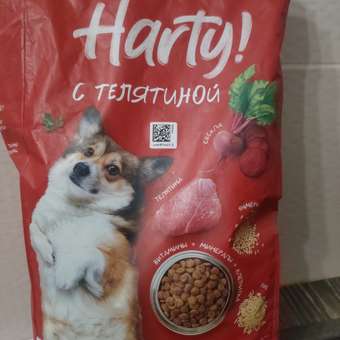 Harty!
С ТЕЛЯТИНОЙ
СВЕКЛА
ТЕЛЯТИНА
ВИТАМИНЫ + МИНЕРАЛЫ +